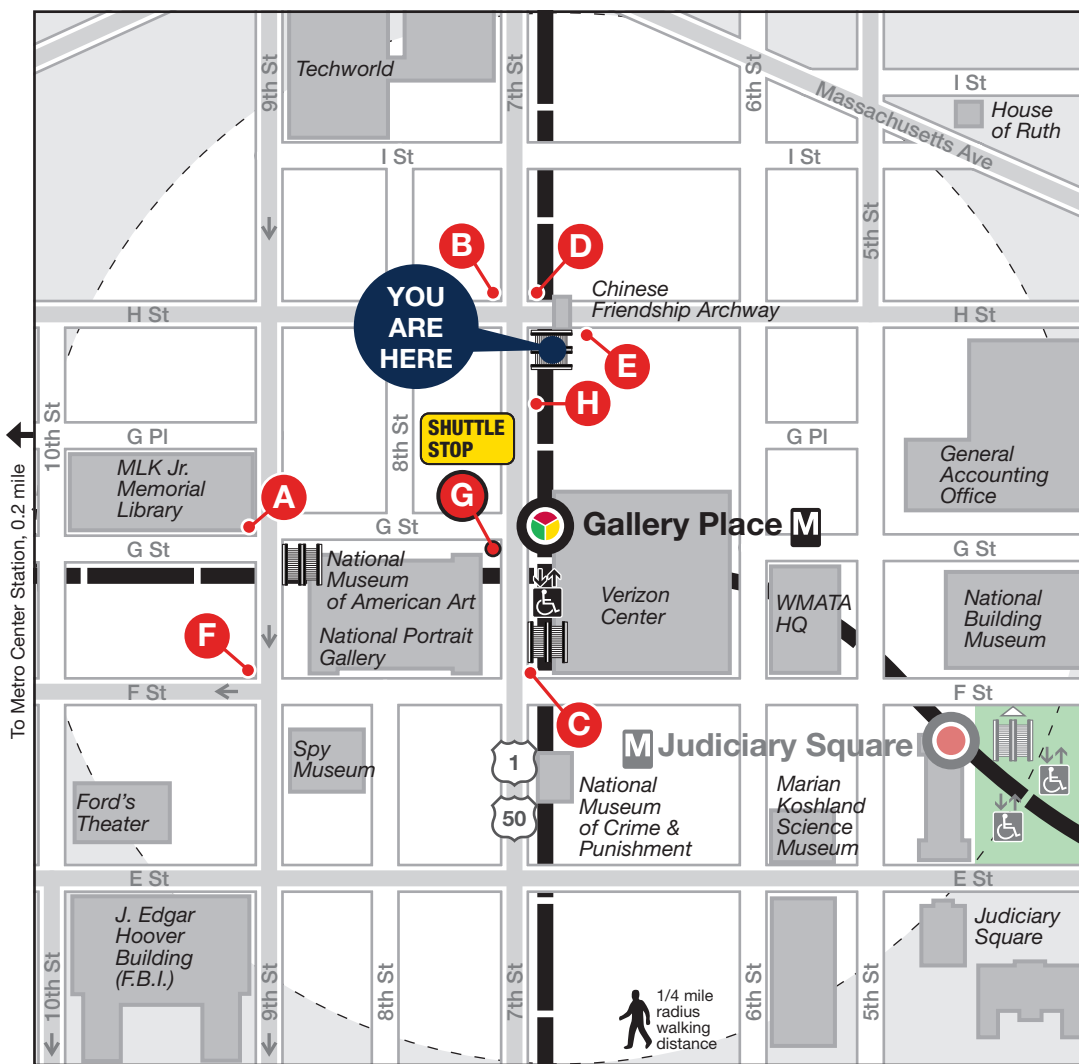 9th St
Techworld
7th St
6th St
5th St
I St
Massachusetts Ave
House
of Ruth
I St
I St
5th St
B
D
YOU
ARE
HERE
Chinese
Friendship Archway
H St
H St
E
H
10th St
8th St
SHUTTLE
STOP
G Pl
G Pl
MLK Jr.
Memorial
Library
General
Accounting
Office
To Metro Center Station, 0.2 mile
A
G
G St
Gallery Place M
G St
G St
National
Museum
of American Art
National Portrait
Gallery
Verizon
Center
WMATA
HQ
National
Building
Museum
F
F St
F St
C
M Judiciary Square
Spy
Museum
1
50
Ford's
Theater
National
Museum
of Crime &
Punishment
Marian
Koshland
Science
Museum
E St
E St
J. Edgar
Hoover
Building
(F.B.I.)
Judiciary
Square
10th St
9th St
8th St
7th St
6th St
5th St
1/4 mile
radius
walking
distance